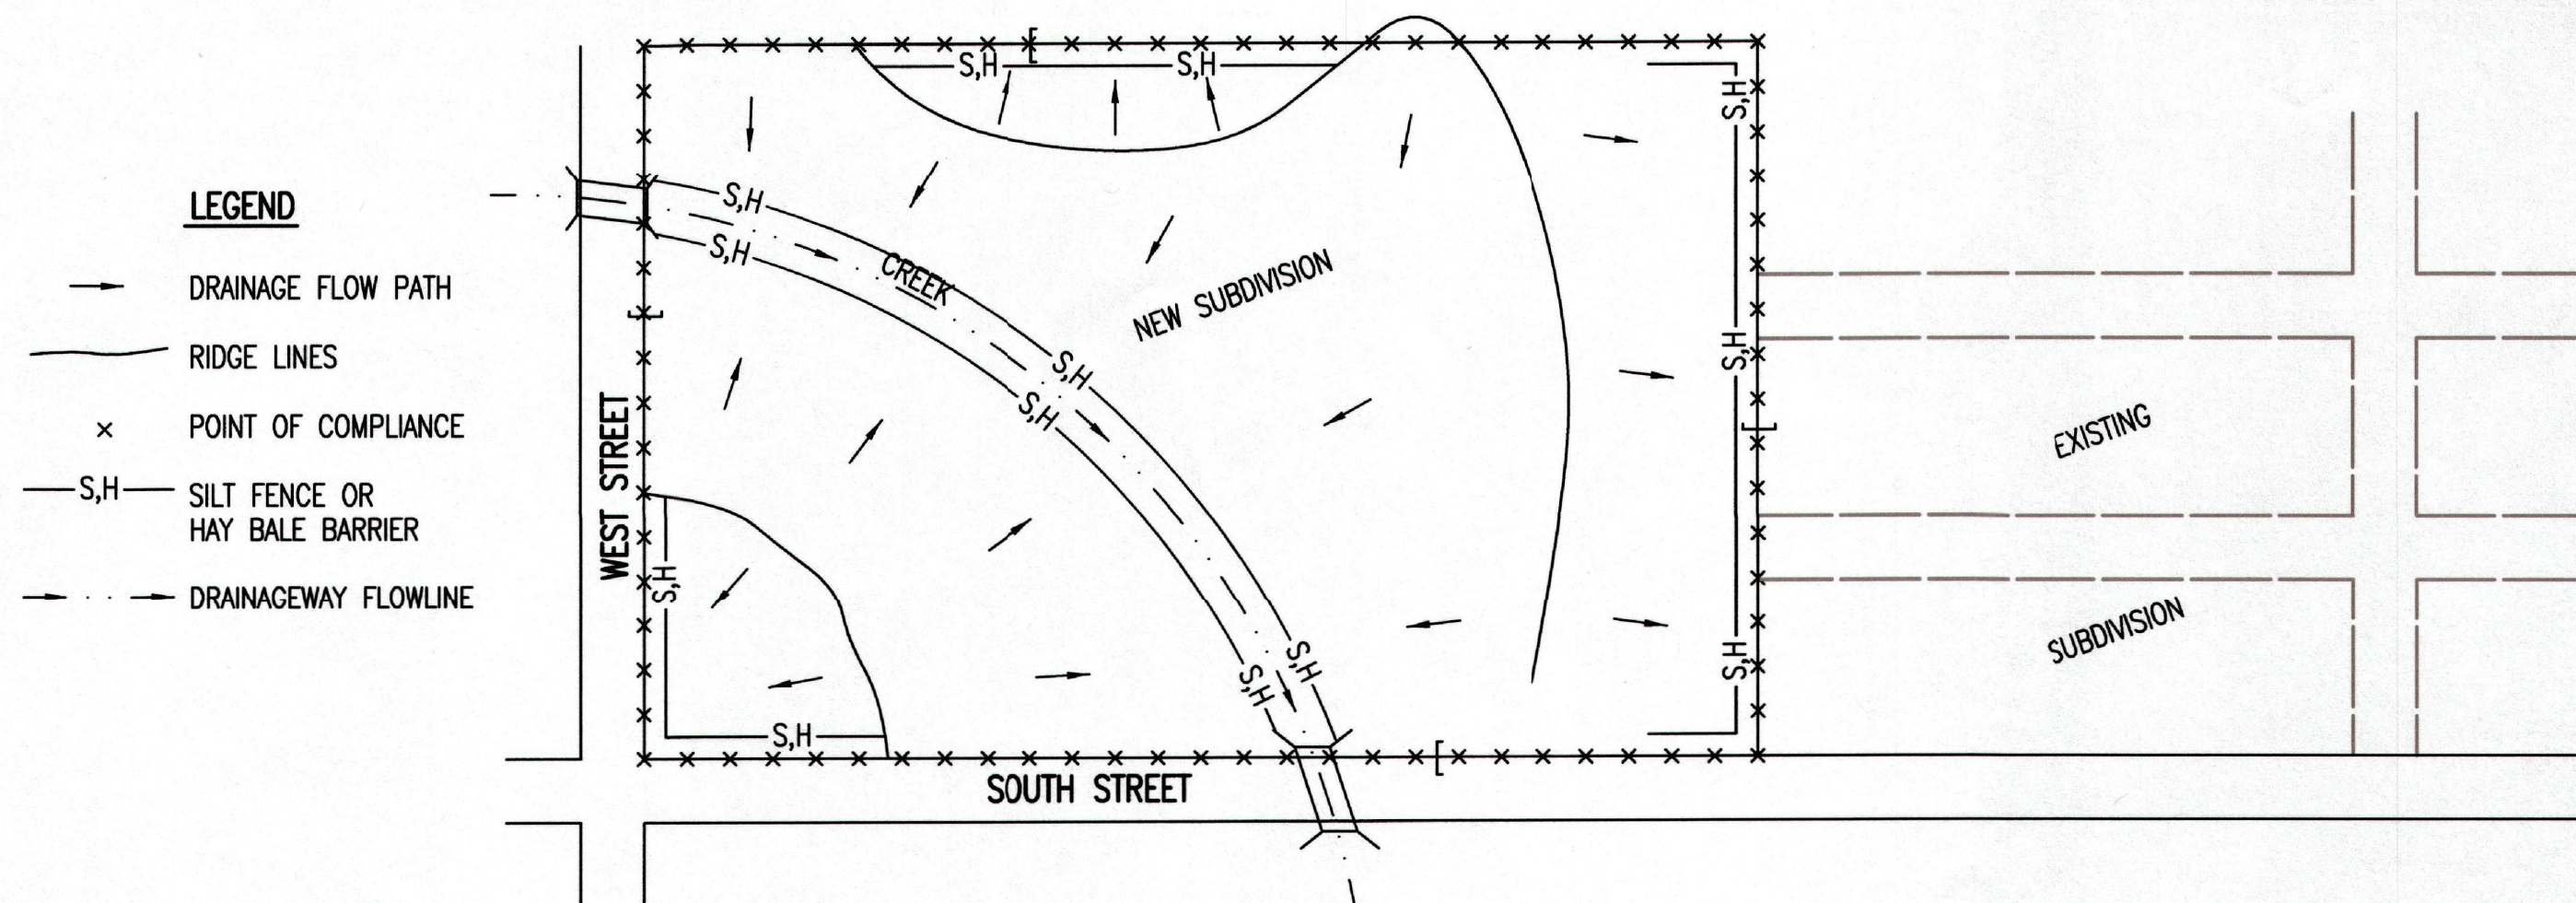 LEGEND
DRAINAGE FLOW PATH
RIDGE LINES
× POINT OF COMPLIANCE
S,H SILT FENCE OR
HAY BALE BARRIER
DRAINAGEWAY FLOWLINE
S,H
S,H
S,H
S,H
S,H
CREEK
NEW SUBDIVISION
S,H
S,H
S,H
WEST STREET
S,H
EXISTING
S,H
S,H
S,H
S,H
SUBDIVISION
S,H
SOUTH STREET